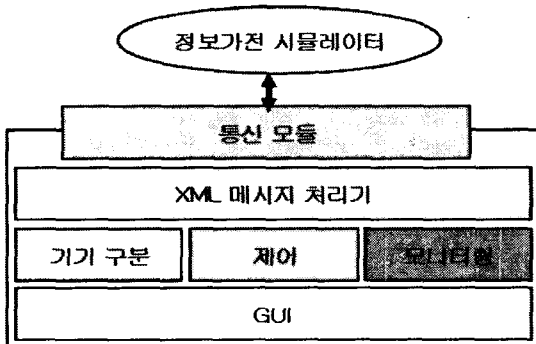 정보가전 시뮬레이터
통신 모듈
XML 메시지 처리기
기기 구분 제어 모니터링
GUI